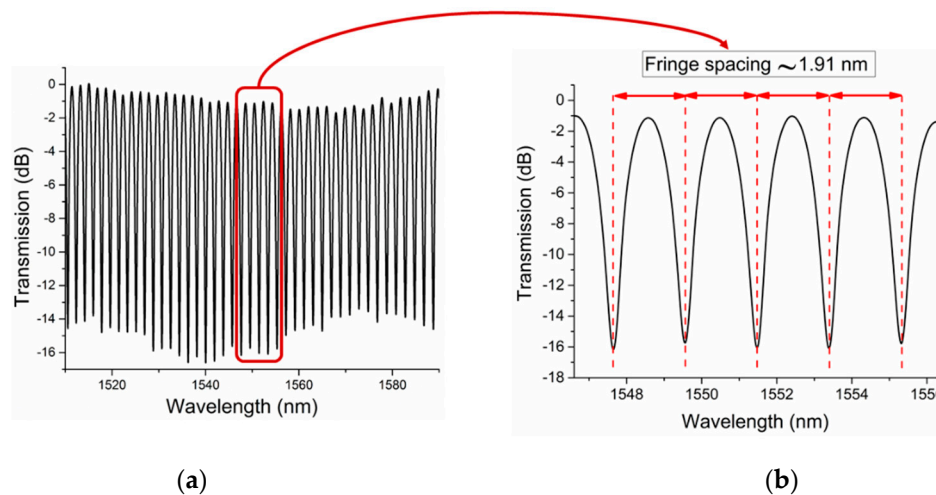 Fringe spacing ~1.91 nm
0
-2
-4
-6
-8
-10
-12
-14
-16
Transmission (dB)
1520 1540 1560 1580
Wavelength (nm)
0
-2
-4
-6
-8
-10
-12
-14
-16
-18
Transmission (dB)
1548 1550 1552 1554
Wavelength (nm)
(a) (b)